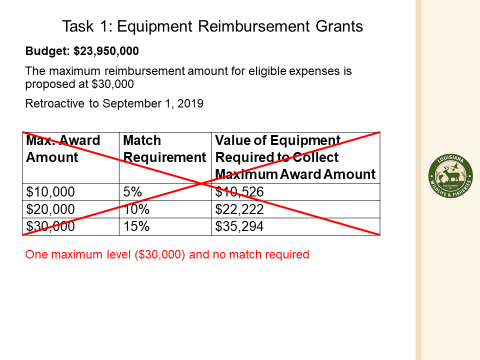 Task 1: Equipment Reimbursement Grants
Budget: $23,950,000
The maximum reimbursement amount for eligible expenses is
proposed at $30,000
Retroactive to September 1, 2019
Max. Award Amount Match Requirement Value of Equipment Required to Collect Maximum Award Amount
$10,000 5% $10,526
$20,000 10% $22,222
$30,000 15% $35,294
One maximum level ($30,000) and no match required
LOUISIANA
WILDLIFE & FISHERIES